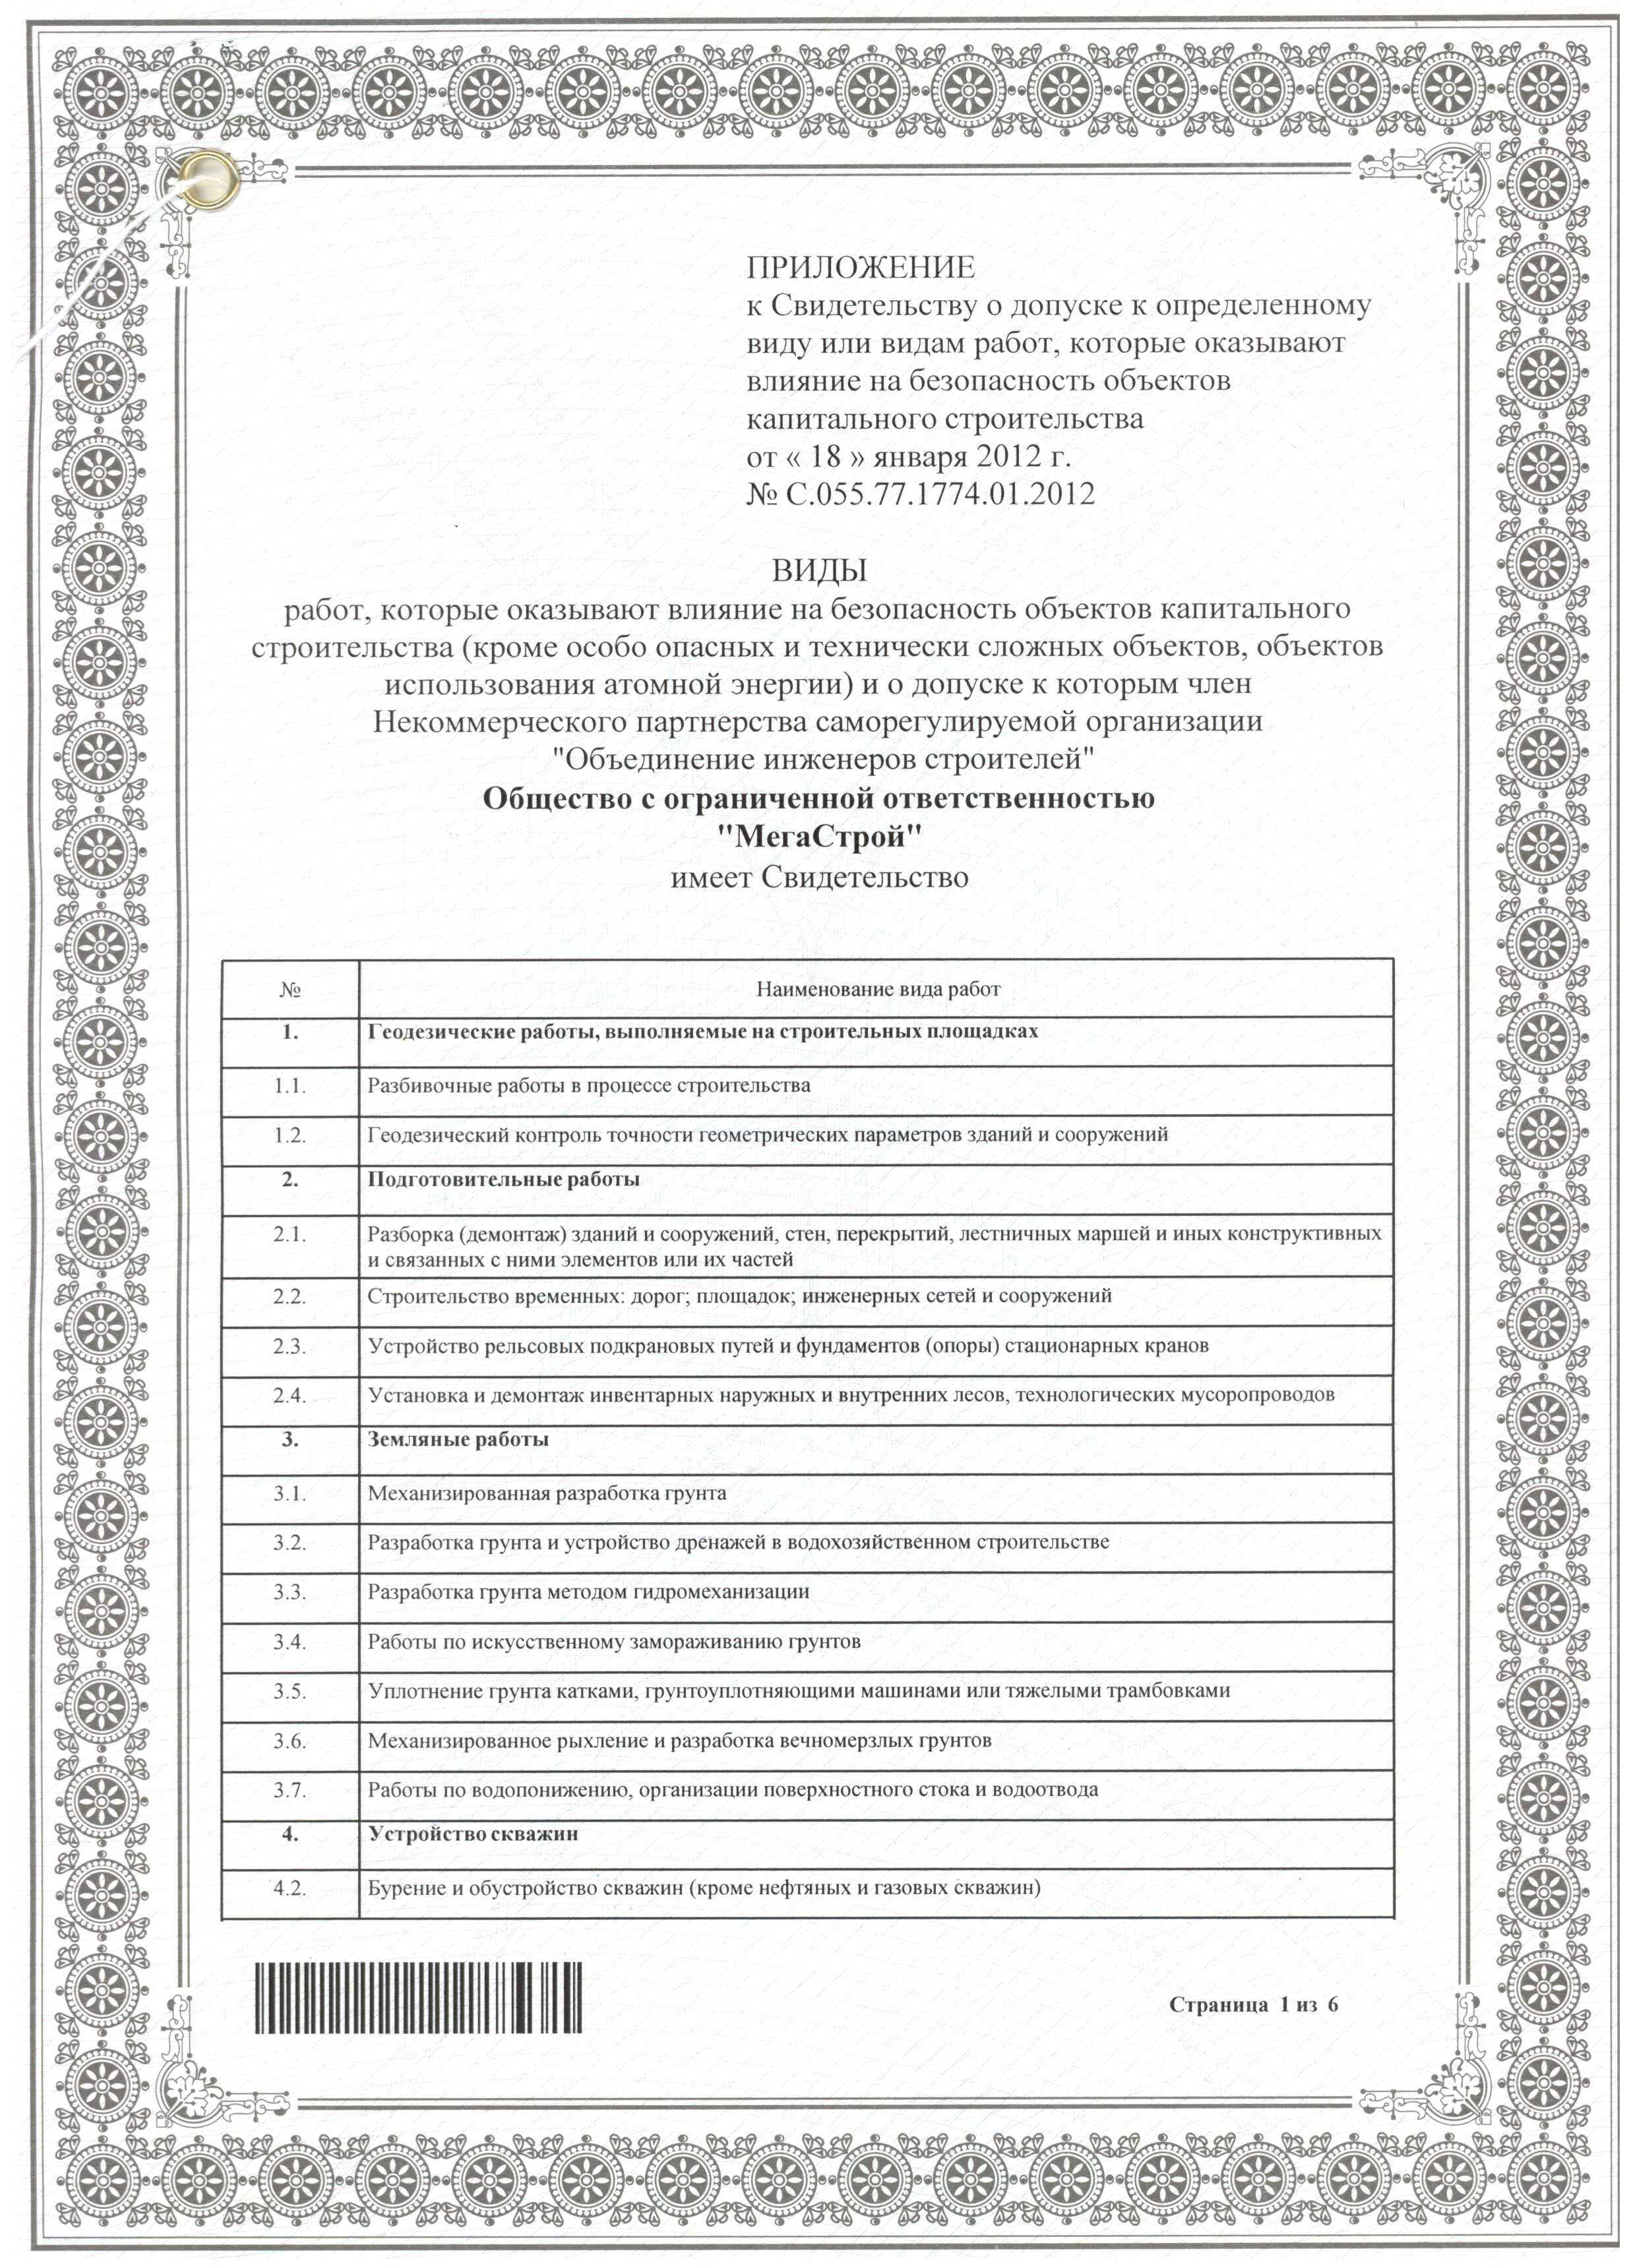 ПРИЛОЖЕНИЕ
к Свидетельству о допуске к определенному
виду или видам работ, которые оказывают
влияние на безопасность объектов
капитального строительства
от « 18 » января 2012 г.
№ С.055.77.1774.01.2012
ВИДЫ
работ, которые оказывают влияние на безопасность объектов капитального
строительства (кроме особо опасных и технически сложных объектов, объектов
использования атомной энергии) и о допуске к которым член
Некоммерческого партнерства саморегулируемой организации
"Объединение инженеров строителей"
Общество с ограниченной ответственностью
"МегаСтрой"
имеет Свидетельство
№ Наименование вида работ
1. Геодезические работы, выполняемые на строительных площадках
1.1. Разбивочные работы в процессе строительства
1.2. Геодезический контроль точности геометрических параметров зданий и сооружений
2. Подготовительные работы
2.1. Разборка (демонтаж) зданий и сооружений, стен, перекрытий, лестничных маршей и иных конструктивных
и связанных с ними элементов или их частей
2.2. Строительство временных: дорог; площадок; инженерных сетей и сооружений
2.3. Устройство рельсовых подкрановых путей и фундаментов (опоры) стационарных кранов
2.4. Установка и демонтаж инвентарных наружных и внутренних лесов, технологических мусоропроводов
3. Земляные работы
3.1. Механизированная разработка грунта
3.2. Разработка грунта и устройство дренажей в водохозяйственном строительстве
3.3. Разработка грунта методом гидромеханизации
3.4. Работы по искусственному замораживанию грунтов
3.5. Уплотнение грунта катками, грунтоуплотняющими машинами или тяжелыми трамбовками
3.6. Механизированное рыхление и разработка вечномерзлых грунтов
3.7. Работы по водопонижению, организации поверхностного стока и водоотвода
4. Устройство скважин
4.2. Бурение и обустройство скважин (кроме нефтяных и газовых скважин)
Страница 1 из 6